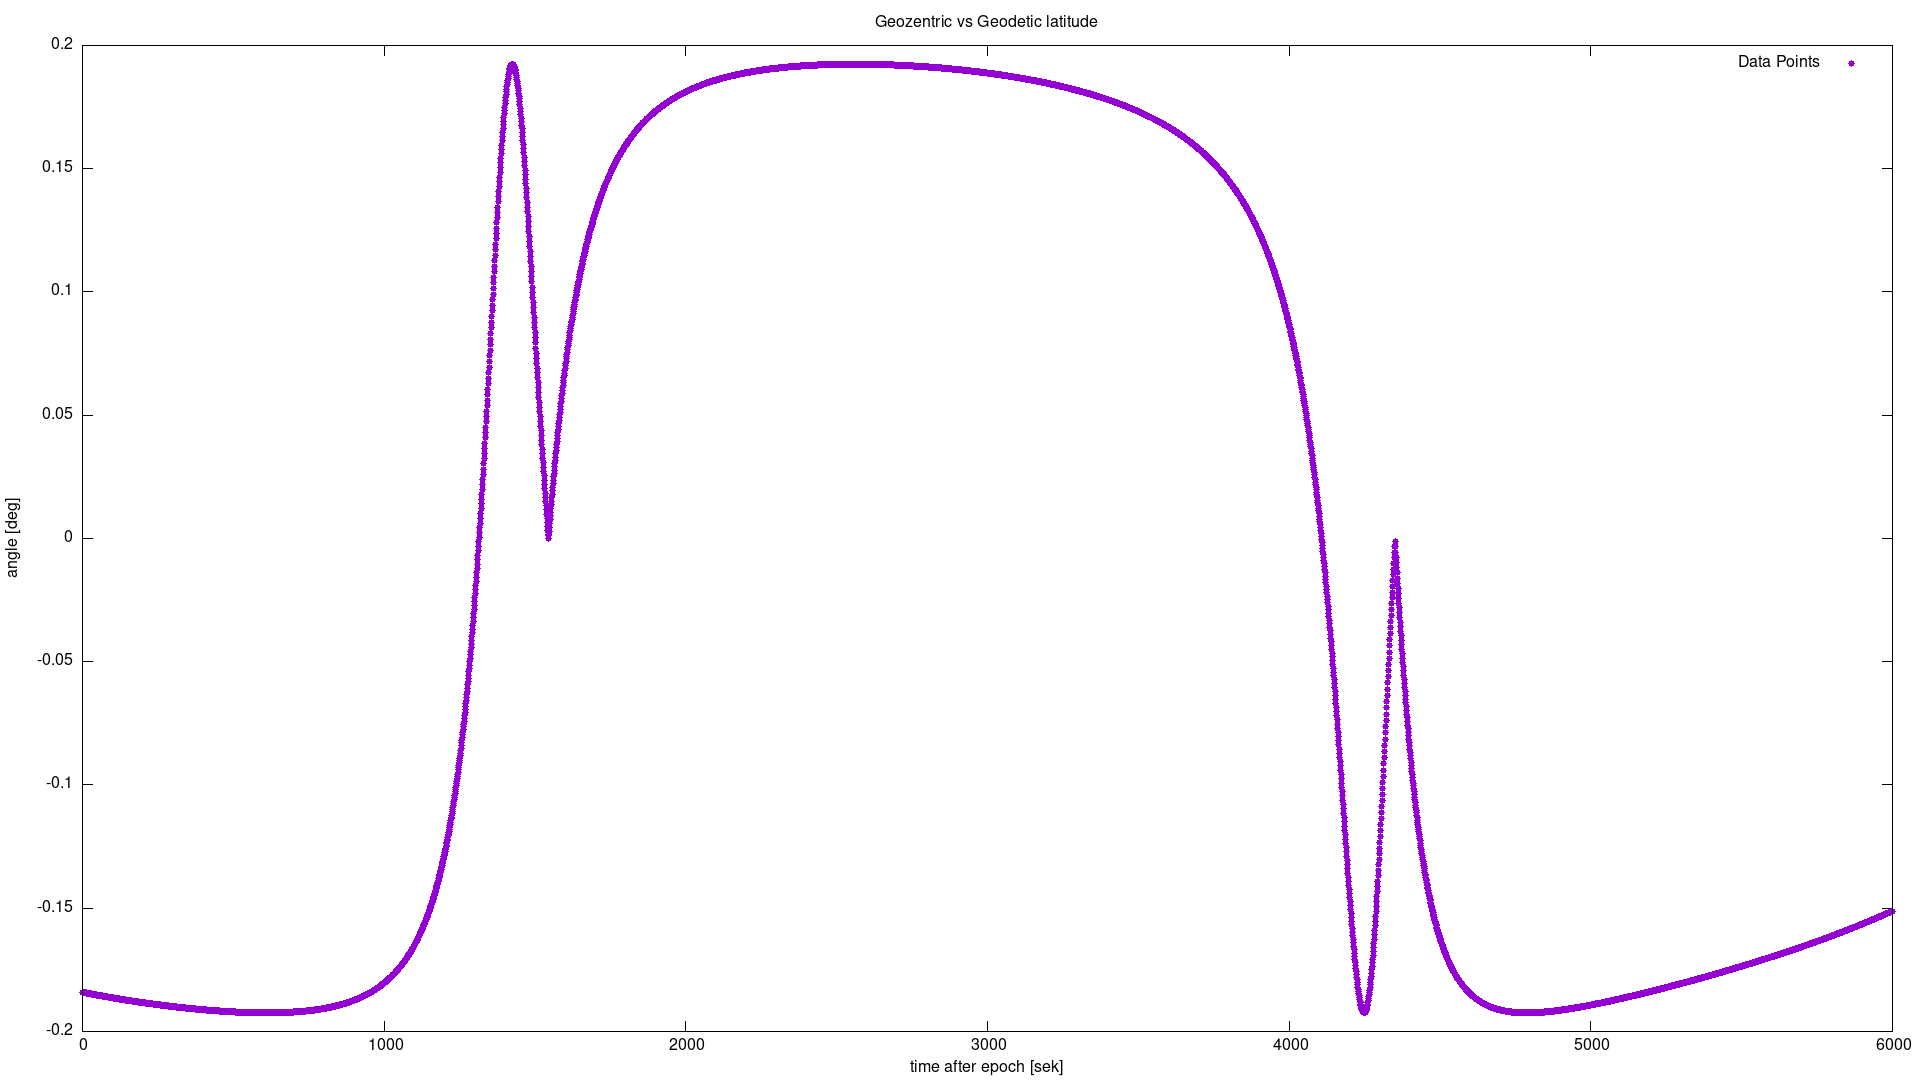 Geozentric vs Geodetic latitude
Data Points
0.2
0.15
0.1
0.05
0
-0.05
-0.1
-0.15
-0.2
angle [deg]
0 1000 2000 3000 4000 5000 6000
time after epoch [sek]